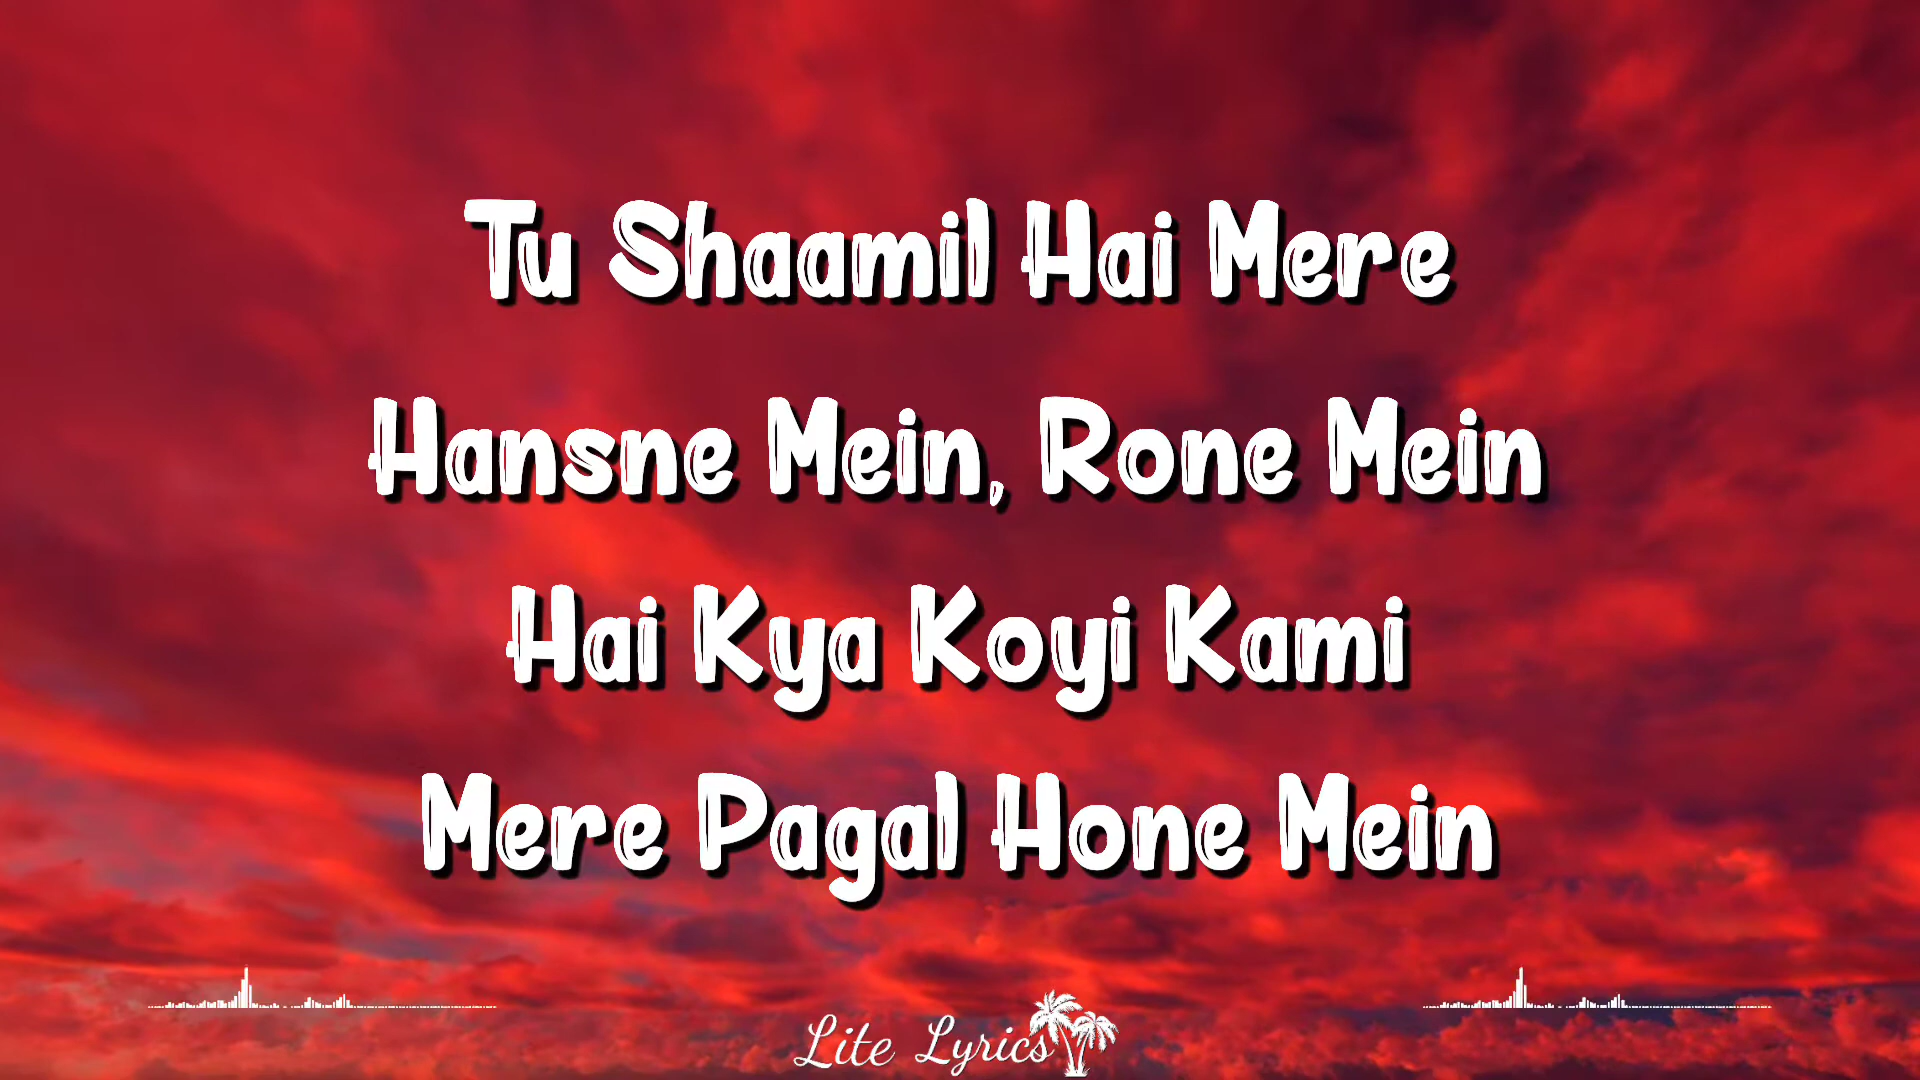 Tu Shaamil Hai Mere
Hansne Mein, Rone Mein
Hai Kya Koyi Kami
Mere Pagal Hone Mein
Lite Lyrics